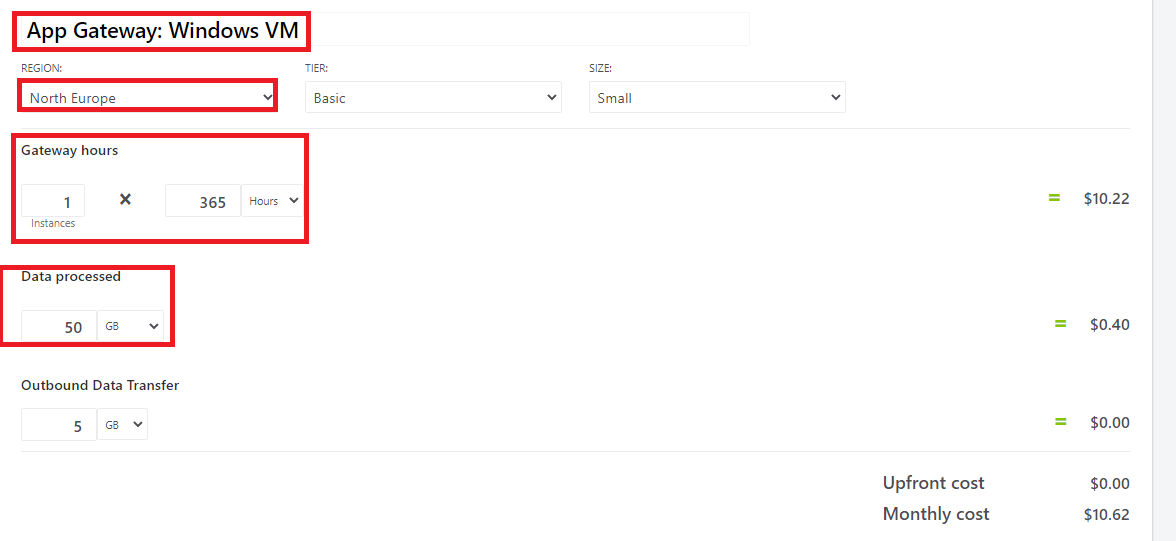 App Gateway: Windows VM
REGION: TIER: SIZE:
North Europe Basic Small
Gateway hours
1 × 365 Hours = $10.22
Instances
Data processed
50 GB = $0.40
Outbound Data Transfer
5 GB = $0.00
Upfront cost $0.00
Monthly cost $10.62